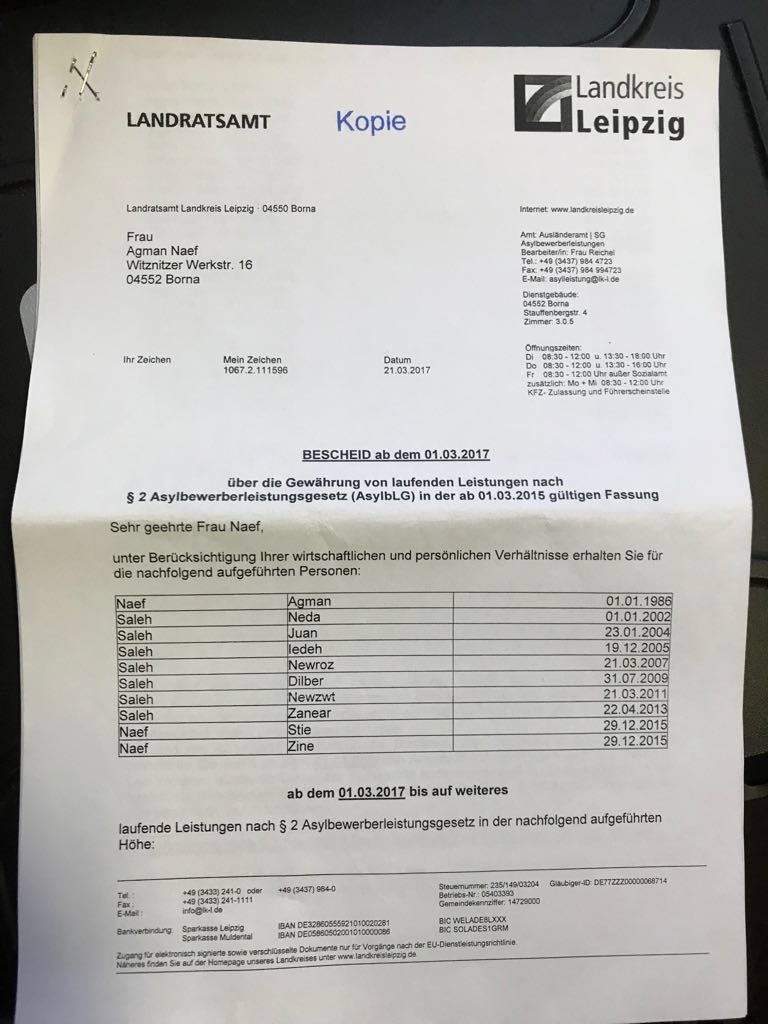 LANDRATSAMT
Kopie
Landkreis
Leipzig
Landratsamt Landkreis Leipzig · 04550 Borna
Frau
Agman Naef
Witznitzer Werkstr. 16
04552 Borna
Internet: www.landkreisleipzig.de
Amt: Ausländeramt | SG
Asylbewerberleistungen
Bearbeiter/in: Frau Reichel
Tel.: +49 (3437) 984 4723
Fax: +49 (3437) 984 994723
E-Mail: asylleistung@lk-l.de
Dienstgebäude:
04552 Borna
Stauffenbergstr. 4
Zimmer: 3.0.5
Öffnungszeiten:
Di 08:30 - 12:00 u. 13:30 - 18:00 Uhr
Do 08:30 - 12:00 u. 13:30 - 16:00 Uhr
Fr 08:30 - 12:00 Uhr außer Sozialamt
zusätzlich: Mo + Mi 08:30 - 12:00 Uhr
KFZ- Zulassung und Führerscheinstelle
Ihr Zeichen Mein Zeichen Datum
1067.2.111596 21.03.2017
BESCHEID ab dem 01.03.2017
über die Gewährung von laufenden Leistungen nach
§ 2 Asylbewerberleistungsgesetz (AsylbLG) in der ab 01.03.2015 gültigen Fassung
Sehr geehrte Frau Naef,
unter Berücksichtigung Ihrer wirtschaftlichen und persönlichen Verhältnisse erhalten Sie für
die nachfolgend aufgeführten Personen:
Naef Agman 01.01.1986
Saleh Neda 01.01.2002
Saleh Juan 23.01.2004
Saleh Iedeh 19.12.2005
Saleh Newroz 21.03.2007
Saleh Dilber 31.07.2009
Saleh Newzwt 21.03.2011
Saleh Zanear 22.04.2013
Naef Stie 29.12.2015
Naef Zine 29.12.2015
ab dem 01.03.2017 bis auf weiteres
laufende Leistungen nach § 2 Asylbewerberleistungsgesetz in der nachfolgend aufgeführten
Höhe:
Tel.: +49 (3433) 241-0 oder +49 (3437) 984-0
Fax: +49 (3433) 241-1111
E-Mail: info@lk-l.de
Steuernummer: 235/149/03204 Gläubiger-ID: DE77ZZZ00000068714
Betriebs-Nr.: 05403393
Gemeindekennziffer: 14729000
Bankverbindung: Sparkasse Leipzig IBAN DE32860555921010020281 BIC WELADE8LXXX
Sparkasse Muldental IBAN DE05860502001010000086 BIC SOLADES1GRM
Zugang für elektronisch signierte sowie verschlüsselte Dokumente nur für Vorgänge nach der EU-Dienstleistungsrichtlinie.
Näheres finden Sie auf der Homepage unseres Landkreises unter www.landkreisleipzig.de.